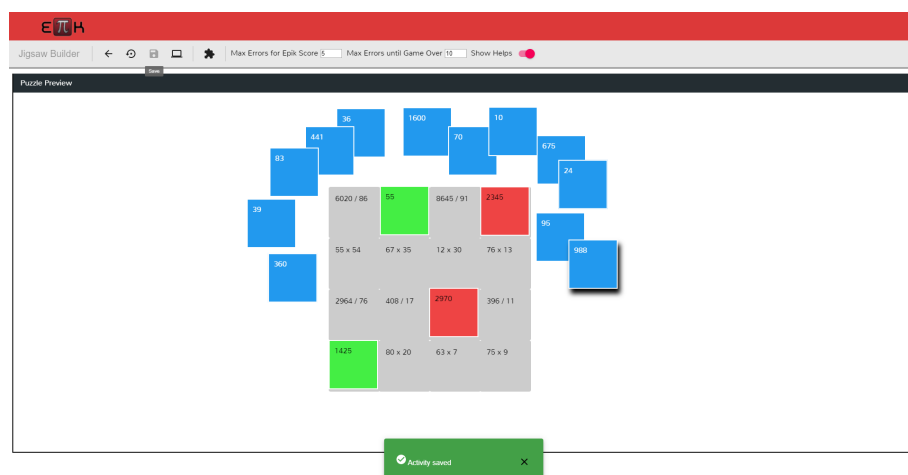 EπK
Jigsaw Builder
Max Errors for Epik Score 5 Max Errors until Game Over 10 Show Helps
Save
Puzzle Preview
36 1600 10
441 70 675
83 24
6020 / 86 55 8645 / 91 2345
39 95
55 x 54 67 x 35 12 x 30 76 x 13 988
360
2964 / 76 408 / 17 2970 396 / 11
1425 80 x 20 63 x 7 75 x 9
Activity saved